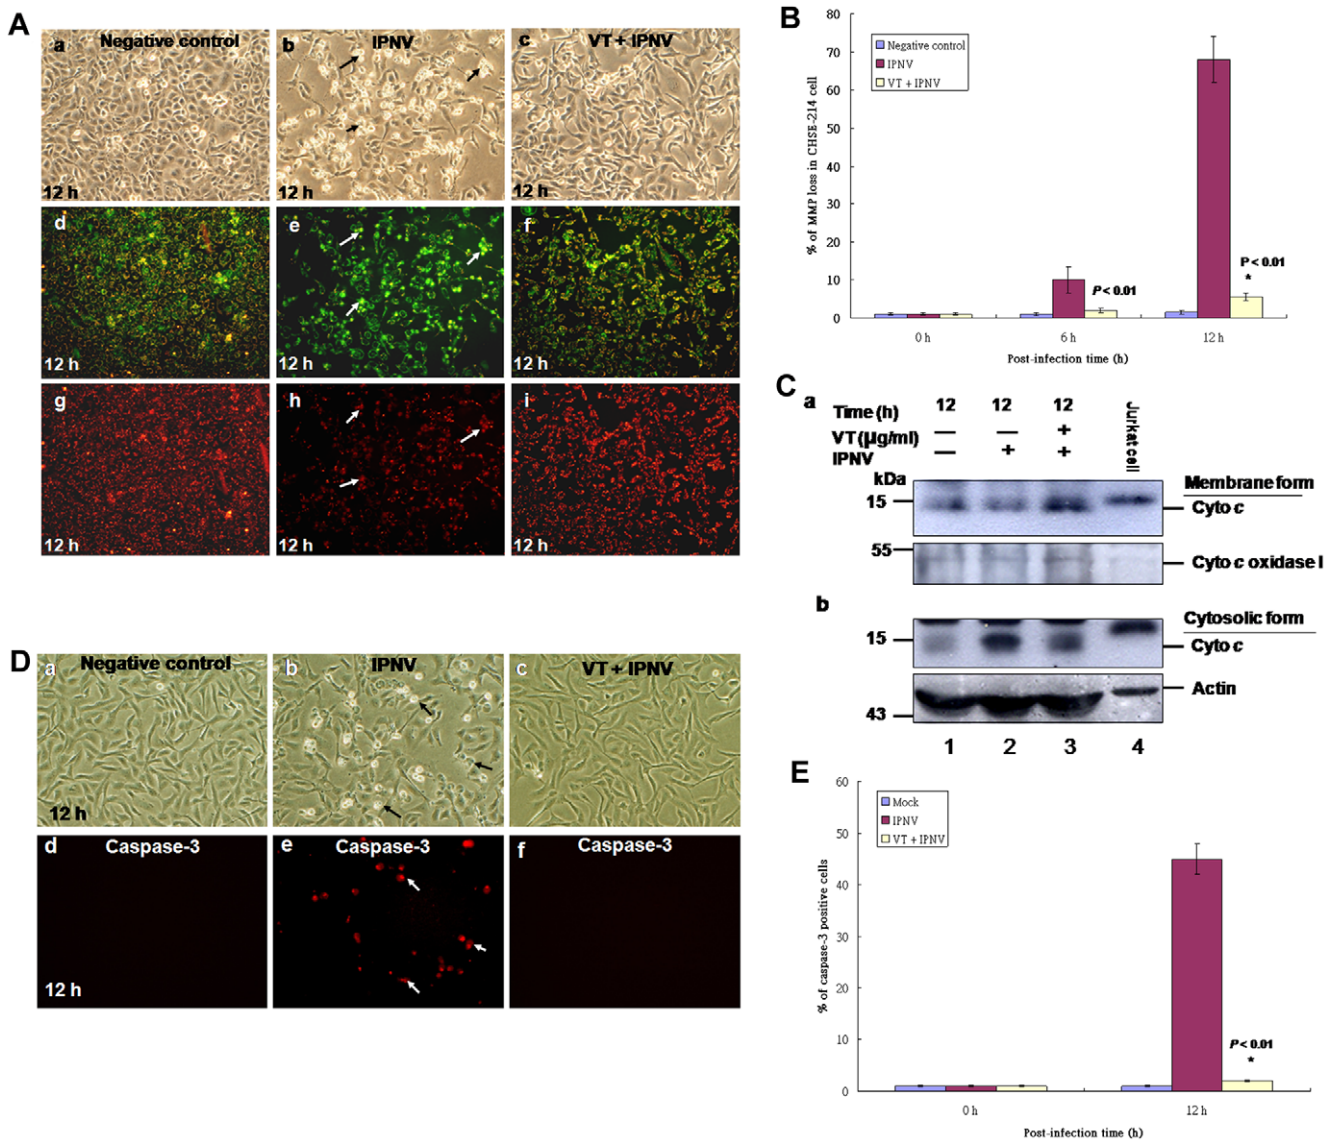 A
a Negative control
12 h
b IPNV
12 h
c VT + IPNV
12 h
d
12 h
e
12 h
f
12 h
g
12 h
h
12 h
i
12 h
B
80
70
60
50
40
30
20
10
0
% of MMP loss in CHSE-214 cell
Negative control
IPNV
VT + IPNV
P < 0.01
P < 0.01
*
0 h
6 h
12 h
Post-infection time (h)
C
a
Time (h) 12 12 12 Jurkat cell
VT (μg/ml) — — +
IPNV — + +
kDa
Membrane form
15
Cyto c
55
Cyto c oxidase I
b
Cytosolic form
15
Cyto c
Actin
43
1 2 3 4
D
a Negative control
12 h
b IPNV
c VT + IPNV
d Caspase-3
12 h
e Caspase-3
f Caspase-3
E
60
50
40
30
20
10
0
% of caspase-3 positive cells
Mock
IPNV
VT + IPNV
P < 0.01
*
0 h
12 h
Post-infection time (h)